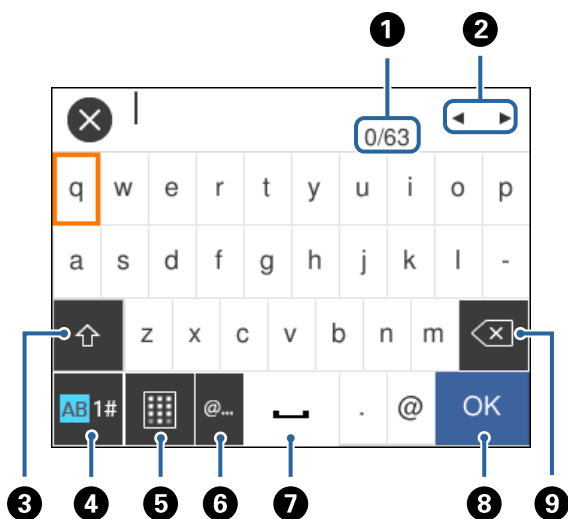 1 2
0/63
q w e r t y u i o p
a s d f g h j k l -
z x c v b n m
AB 1# @... . @ OK
3 4 5 6 7 8 9